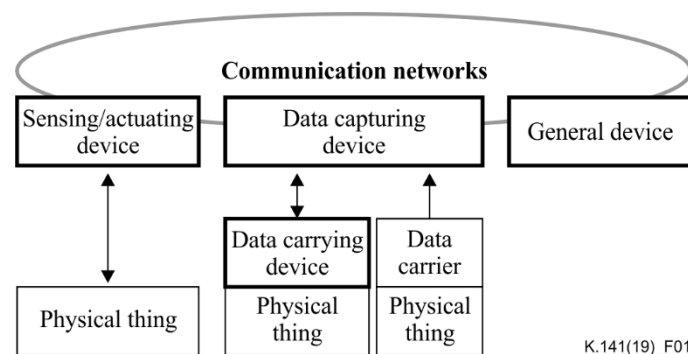 Communication networks
Sensing/actuating
device
Data capturing
device
General device
Data carrying
device
Data
carrier
Physical thing
Physical
thing
Physical
thing
K.141(19)_F01